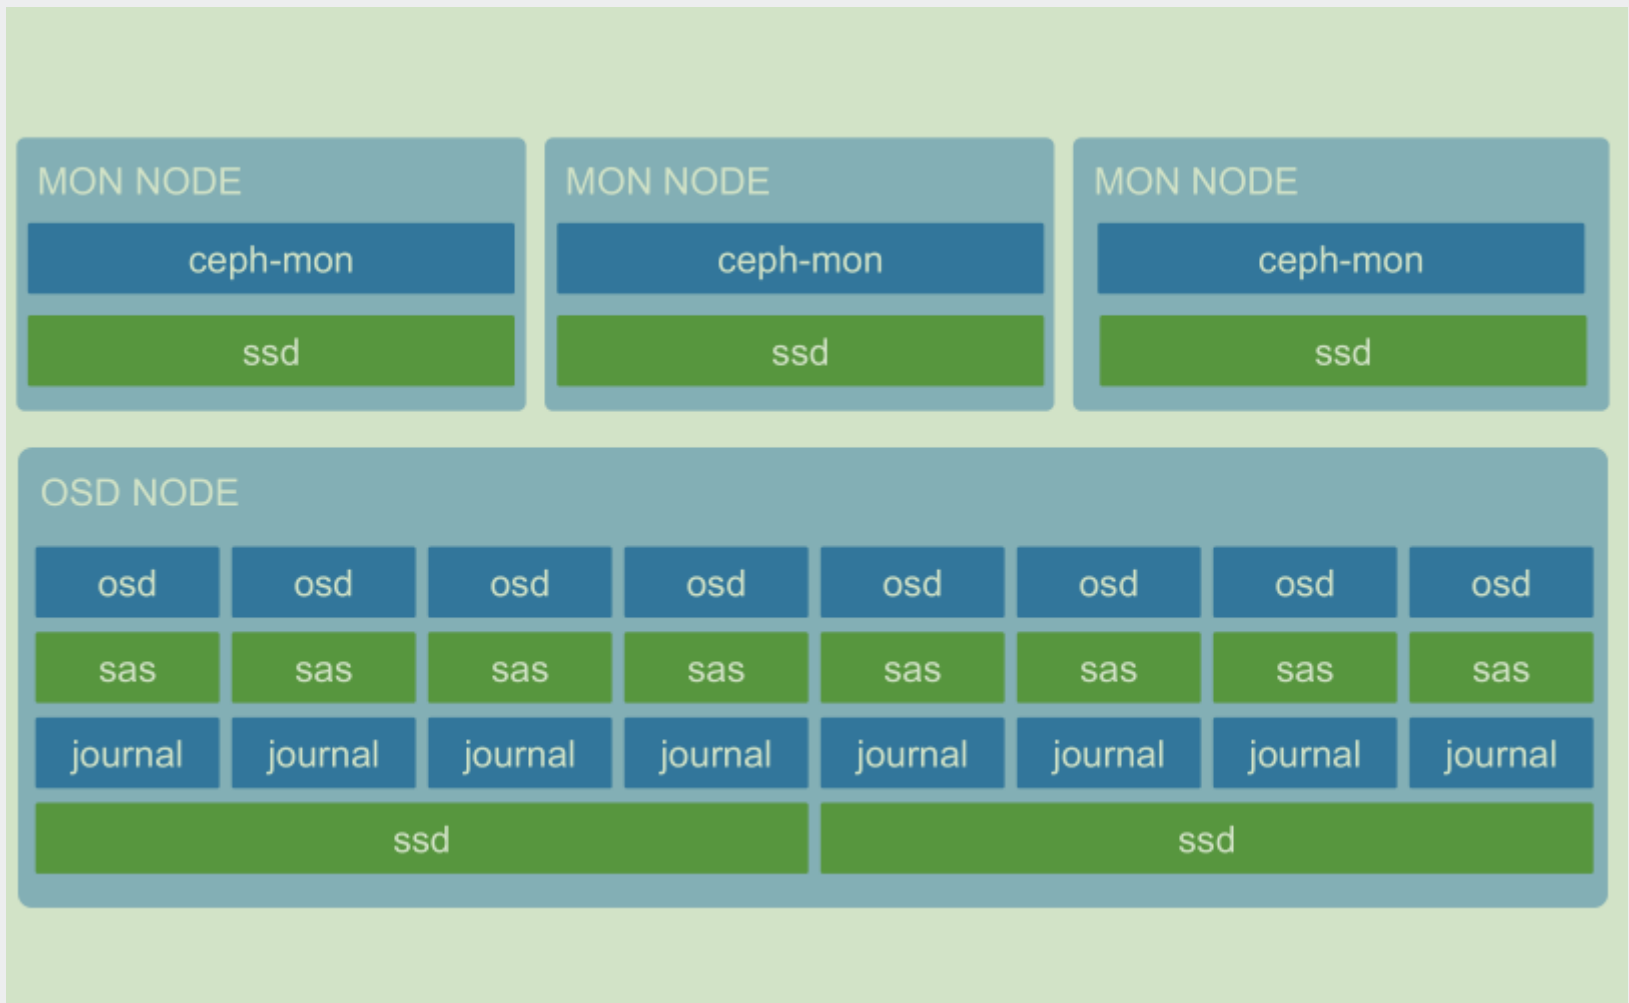 MON NODE MON NODE MON NODE
ceph-mon ceph-mon ceph-mon
ssd ssd ssd
OSD NODE
osd osd osd osd osd osd osd osd
sas sas sas sas sas sas sas sas
journal journal journal journal journal journal journal journal
ssd ssd